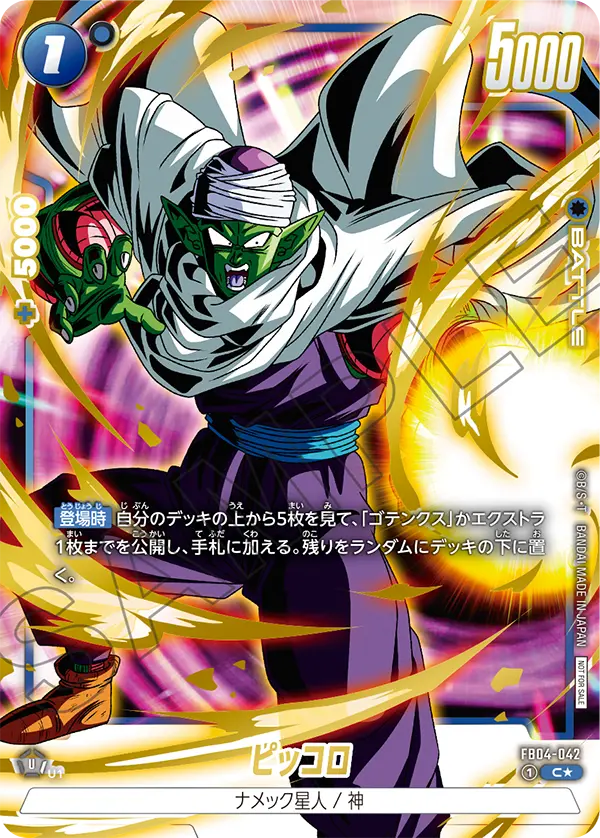 1
5000
+5000
BATTLE
SAMPLE
登場時 自分のデッキの上から5枚を見て、「ゴテンクス」かエクストラ
1枚までを公開し、手札に加える。残りをランダムにデッキの下に置
く。
©B/S・T BANDAI MADE IN JAPAN
NOT FOR SALE
ピッコロ
FB04-042
U/U1
1 C★
ナメック星人 / 神